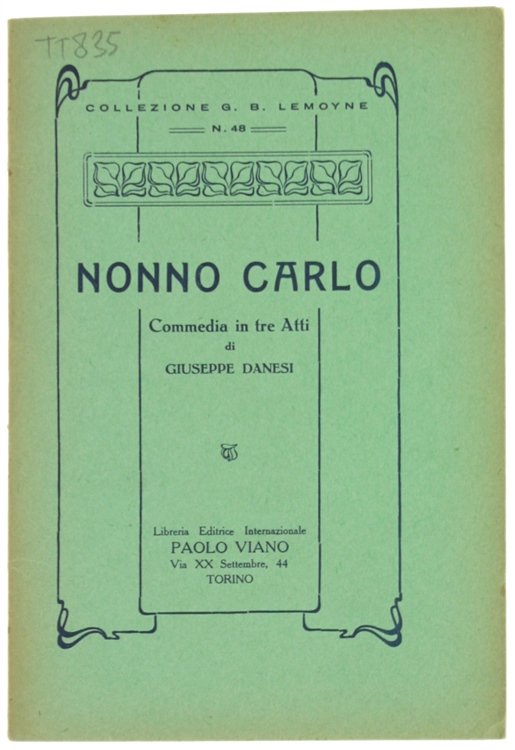 TT835
COLLEZIONE G. B. LEMOYNE
N. 48
NONNO CARLO
Commedia in tre Atti
di
GIUSEPPE DANESI
Libreria Editrice Internazionale
PAOLO VIANO
Via XX Settembre, 44
TORINO